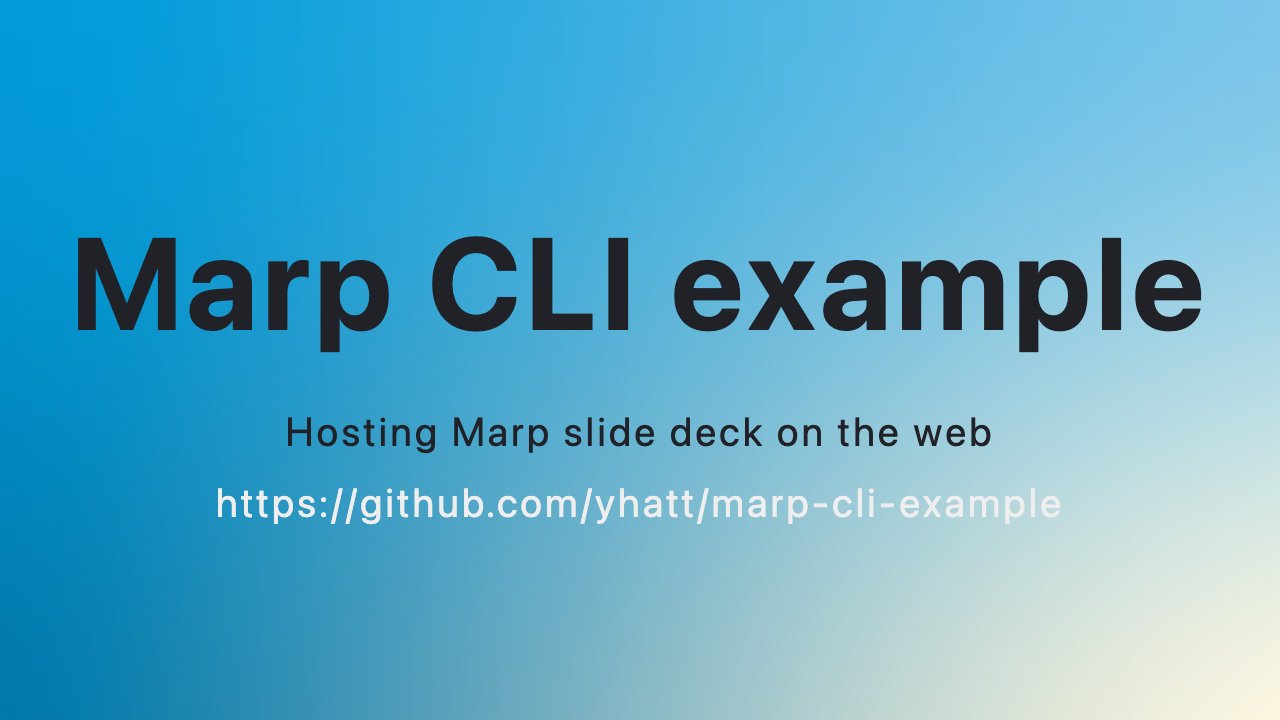 Marp CLI example
Hosting Marp slide deck on the web
https://github.com/yhatt/marp-cli-example